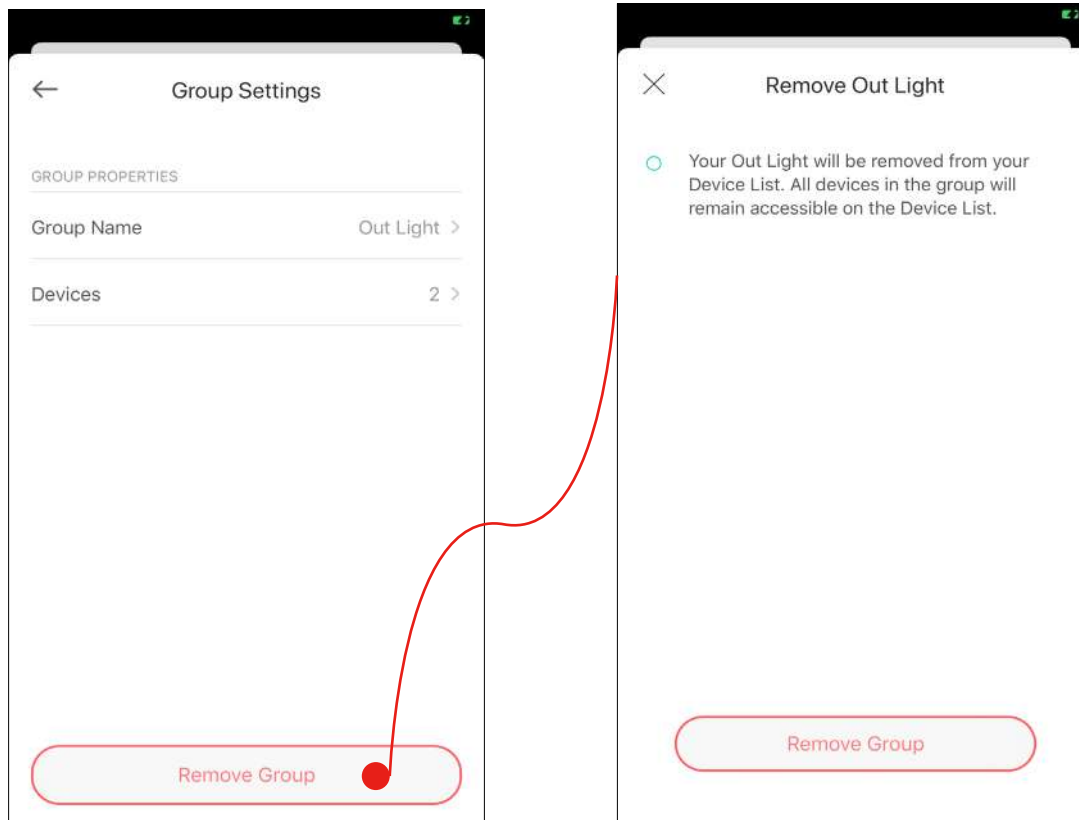 Group Settings
GROUP PROPERTIES
Group Name Out Light
Devices 2
Remove Group
Remove Out Light
Your Out Light will be removed from your
Device List. All devices in the group will
remain accessible on the Device List.
Remove Group